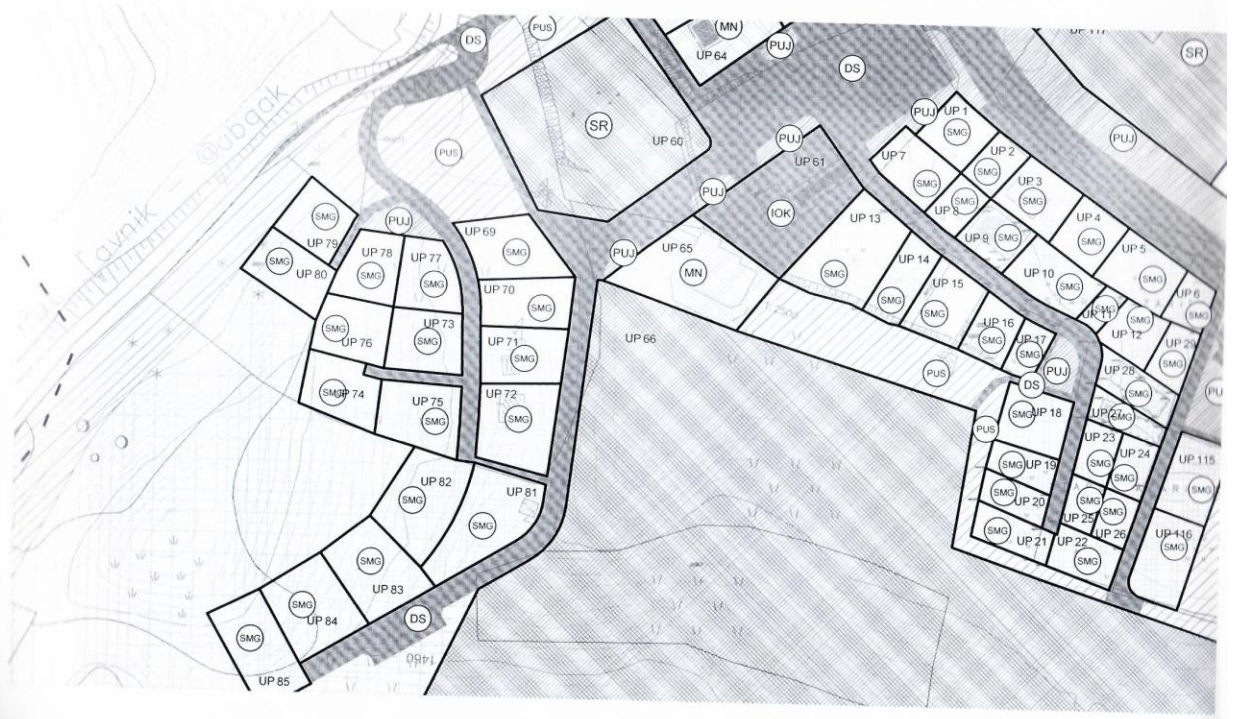 DS
PUS
MN
UP 64
PUJ
DS
UP 117
SR
@abqak
ravnik
PUS
SR
UP 60
PUJ
UP 61
PUJ
UP 1
SMG
UP 7
SMG
UP 2
SMG
UP 3
SMG
PUJ
SMG
UP 79
SMG
UP 80
PUJ
UP 69
SMG
PUJ
IOK
UP 13
SMG
UP 8
SMG
UP 9
SMG
UP 4
SMG
UP 5
SMG
UP 6
SMG
UP 78
SMG
UP 77
SMG
PUJ
UP 65
MN
UP 14
SMG
UP 15
SMG
UP 10
SMG
UP 11
SMG
UP 12
SMG
UP 29
SMG
UP 70
SMG
1:2500
UP 76
SMG
UP 73
SMG
UP 71
SMG
UP 66
UP 16
SMG
UP 17
SMG
PUJ
PUS
DS
UP 28
SMG
UP 74
SMG
UP 75
SMG
UP 72
SMG
UP 18
SMG
PUS
UP 27
SMG
UP 23
SMG
UP 24
SMG
UP 115
SMG
UP 19
SMG
UP 20
SMG
UP 25
SMG
UP 26
SMG
UP 82
SMG
UP 81
SMG
UP 21
SMG
UP 22
SMG
UP 116
SMG
UP 83
SMG
UP 84
SMG
DS
1460
UP 85
SMG